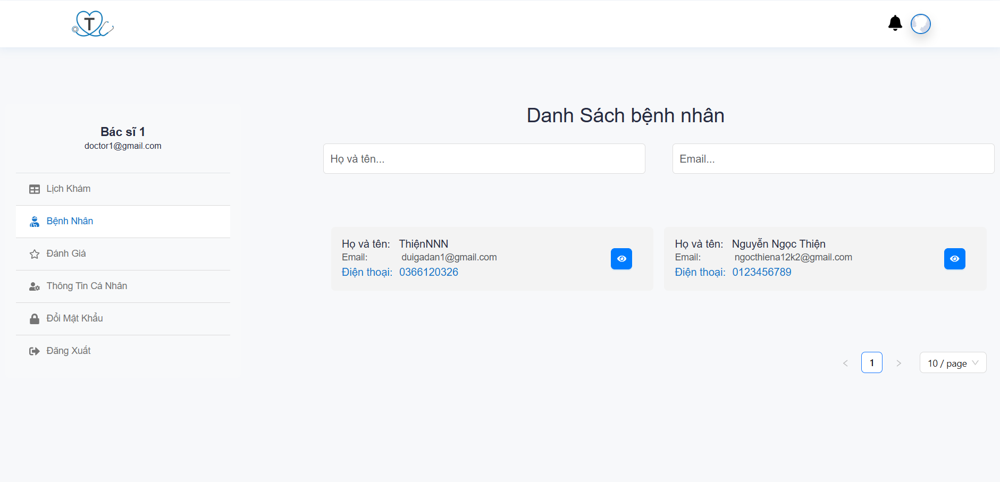 T
Bác sĩ 1
doctor1@gmail.com
Lịch Khám
Bệnh Nhân
Đánh Giá
Thông Tin Cá Nhân
Đổi Mật Khẩu
Đăng Xuất
Danh Sách bệnh nhân
Họ và tên...
Email...
Họ và tên: ThiệnNNN
Email: duigadan1@gmail.com
Điện thoại: 0366120326
Họ và tên: Nguyễn Ngọc Thiện
Email: ngocthiena12k2@gmail.com
Điện thoại: 0123456789
1
10 / page